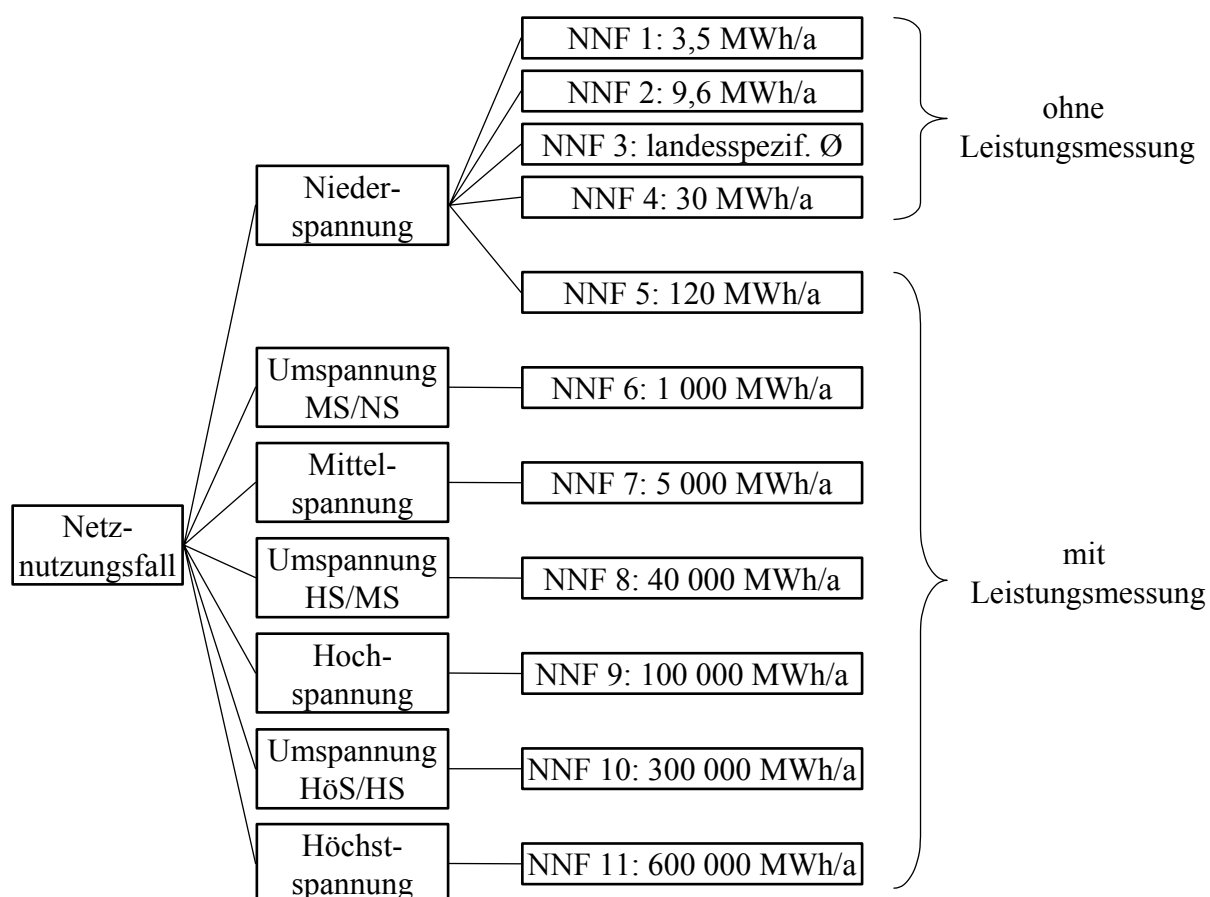 NNF 1: 3,5 MWh/a
NNF 2: 9,6 MWh/a
NNF 3: landesspezif. Ø
NNF 4: 30 MWh/a
ohne
Leistungsmessung
Nieder-
spannung
NNF 5: 120 MWh/a
Umspannung
MS/NS
NNF 6: 1 000 MWh/a
Mittel-
spannung
NNF 7: 5 000 MWh/a
Netz-
nutzungsfall
Umspannung
HS/MS
NNF 8: 40 000 MWh/a
mit
Leistungsmessung
Hoch-
spannung
NNF 9: 100 000 MWh/a
Umspannung
HöS/HS
NNF 10: 300 000 MWh/a
Höchst-
spannung
NNF 11: 600 000 MWh/a